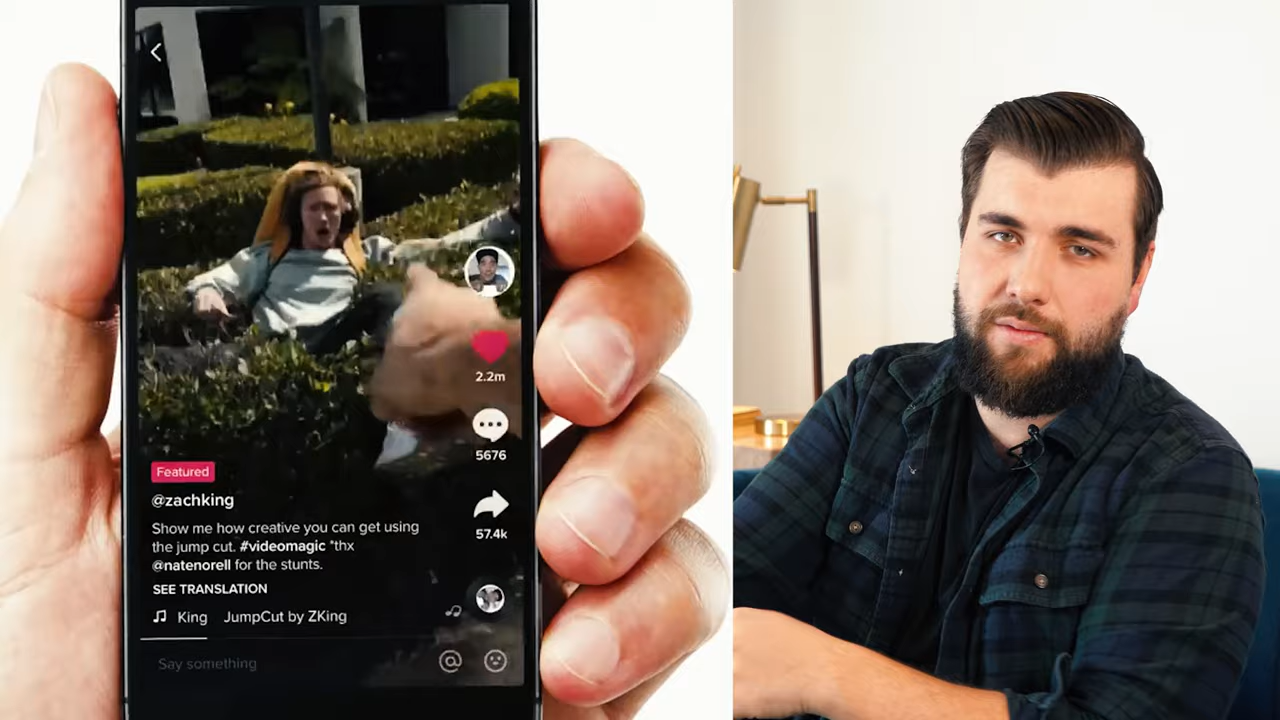 2.2m
5676
57.4k
Featured
@zachking
Show me how creative you can get using
the jump cut. #videomagic *thx
@natenorell for the stunts.
SEE TRANSLATION
King JumpCut by ZKing
Say something